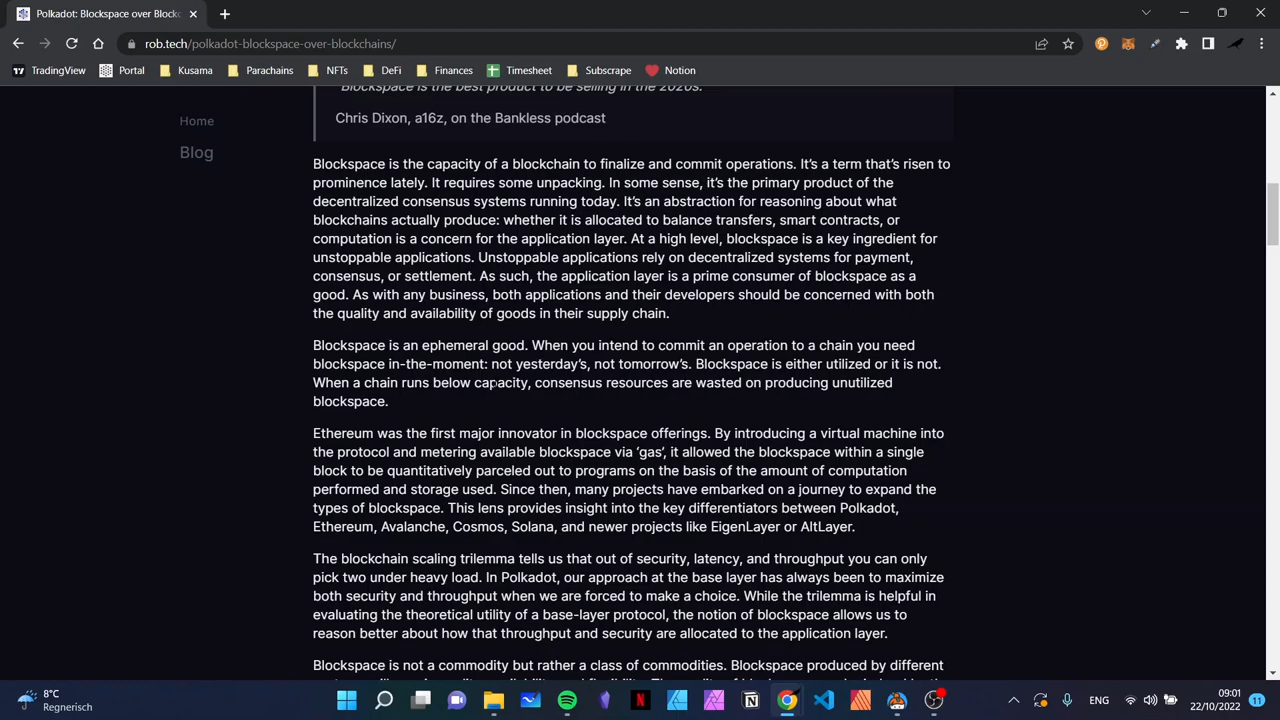 Polkadot: Blockspace over Block
rob.tech/polkadot-blockspace-over-blockchains/
TradingView
Portal
Kusama
Parachains
NFTs
DeFi
Finances
Timesheet
Subscrape
Notion
Home
Blog
"Blockspace is the best product to be selling in the 2020s."
Chris Dixon, a16z, on the Bankless podcast
Blockspace is the capacity of a blockchain to finalize and commit operations. It's a term that's risen to
prominence lately. It requires some unpacking. In some sense, it's the primary product of the
decentralized consensus systems running today. It's an abstraction for reasoning about what
blockchains actually produce: whether it is allocated to balance transfers, smart contracts, or
computation is a concern for the application layer. At a high level, blockspace is a key ingredient for
unstoppable applications. Unstoppable applications rely on decentralized systems for payment,
consensus, or settlement. As such, the application layer is a prime consumer of blockspace as a
good. As with any business, both applications and their developers should be concerned with both
the quality and availability of goods in their supply chain.
Blockspace is an ephemeral good. When you intend to commit an operation to a chain you need
blockspace in-the-moment: not yesterday's, not tomorrow's. Blockspace is either utilized or it is not.
When a chain runs below capacity, consensus resources are wasted on producing unutilized
blockspace.
Ethereum was the first major innovator in blockspace offerings. By introducing a virtual machine into
the protocol and metering available blockspace via 'gas', it allowed the blockspace within a single
block to be quantitatively parceled out to programs on the basis of the amount of computation
performed and storage used. Since then, many projects have embarked on a journey to expand the
types of blockspace. This lens provides insight into the key differentiators between Polkadot,
Ethereum, Avalanche, Cosmos, Solana, and newer projects like EigenLayer or AltLayer.
The blockchain scaling trilemma tells us that out of security, latency, and throughput you can only
pick two under heavy load. In Polkadot, our approach at the base layer has always been to maximize
both security and throughput when we are forced to make a choice. While the trilemma is helpful in
evaluating the theoretical utility of a base-layer protocol, the notion of blockspace allows us to
reason better about how that throughput and security are allocated to the application layer.
Blockspace is not a commodity but rather a class of commodities. Blockspace produced by different
8°C
Regnerisch
ENG
09:01
22/10/2022
11